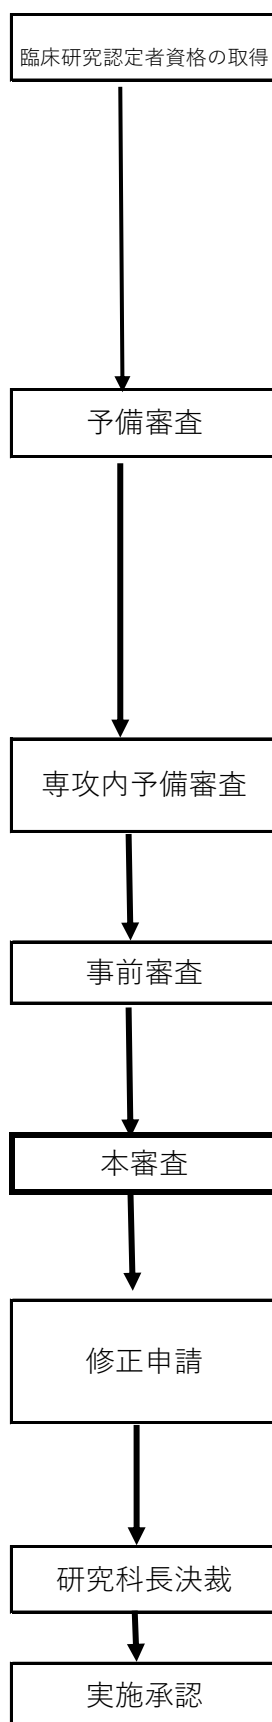 臨床研究認定者資格の取得
予備審査
専攻内予備審査
事前審査
本審査
修正申請
研究科長決裁
実施承認